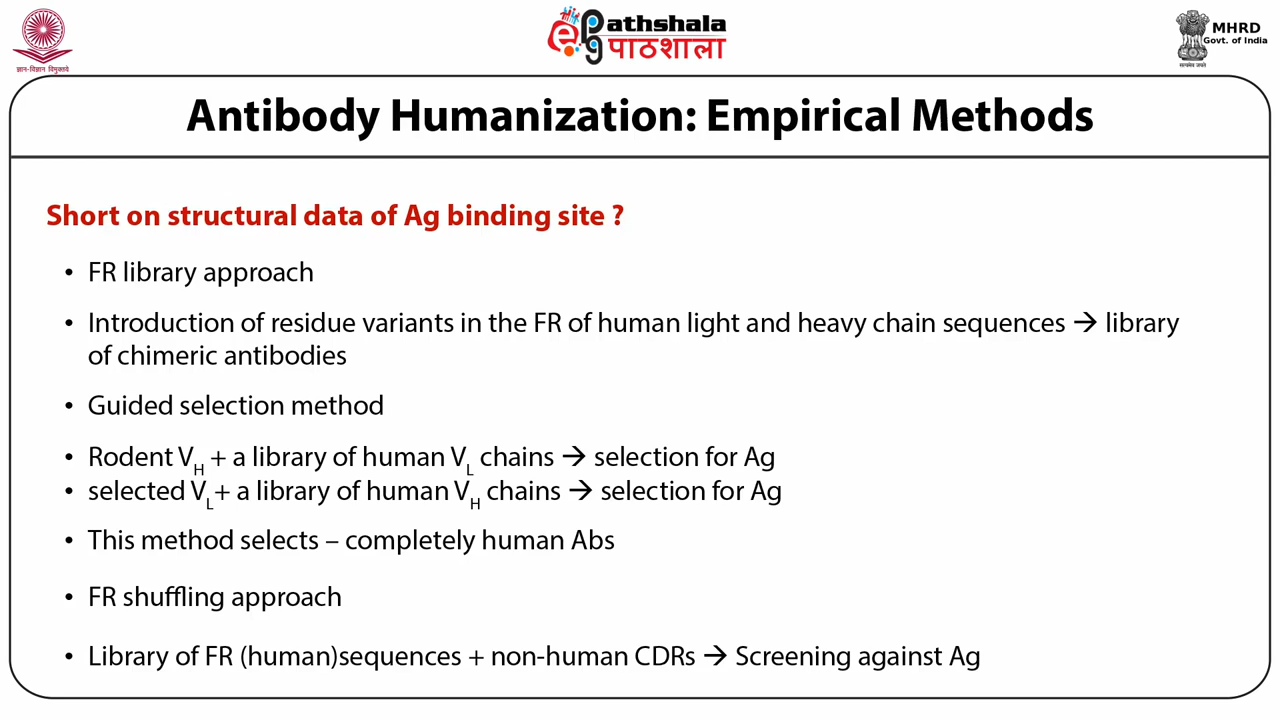 ज्ञान-विज्ञान विमुक्तये
ePathshala
पाठशाला
MHRD
Govt. of India
सत्यमेव जयते
Antibody Humanization: Empirical Methods
Short on structural data of Ag binding site ?
• FR library approach
• Introduction of residue variants in the FR of human light and heavy chain sequences → library
of chimeric antibodies
• Guided selection method
• Rodent VH + a library of human VL chains → selection for Ag
• selected VL+ a library of human VH chains → selection for Ag
• This method selects – completely human Abs
• FR shuffling approach
• Library of FR (human)sequences + non-human CDRs → Screening against Ag